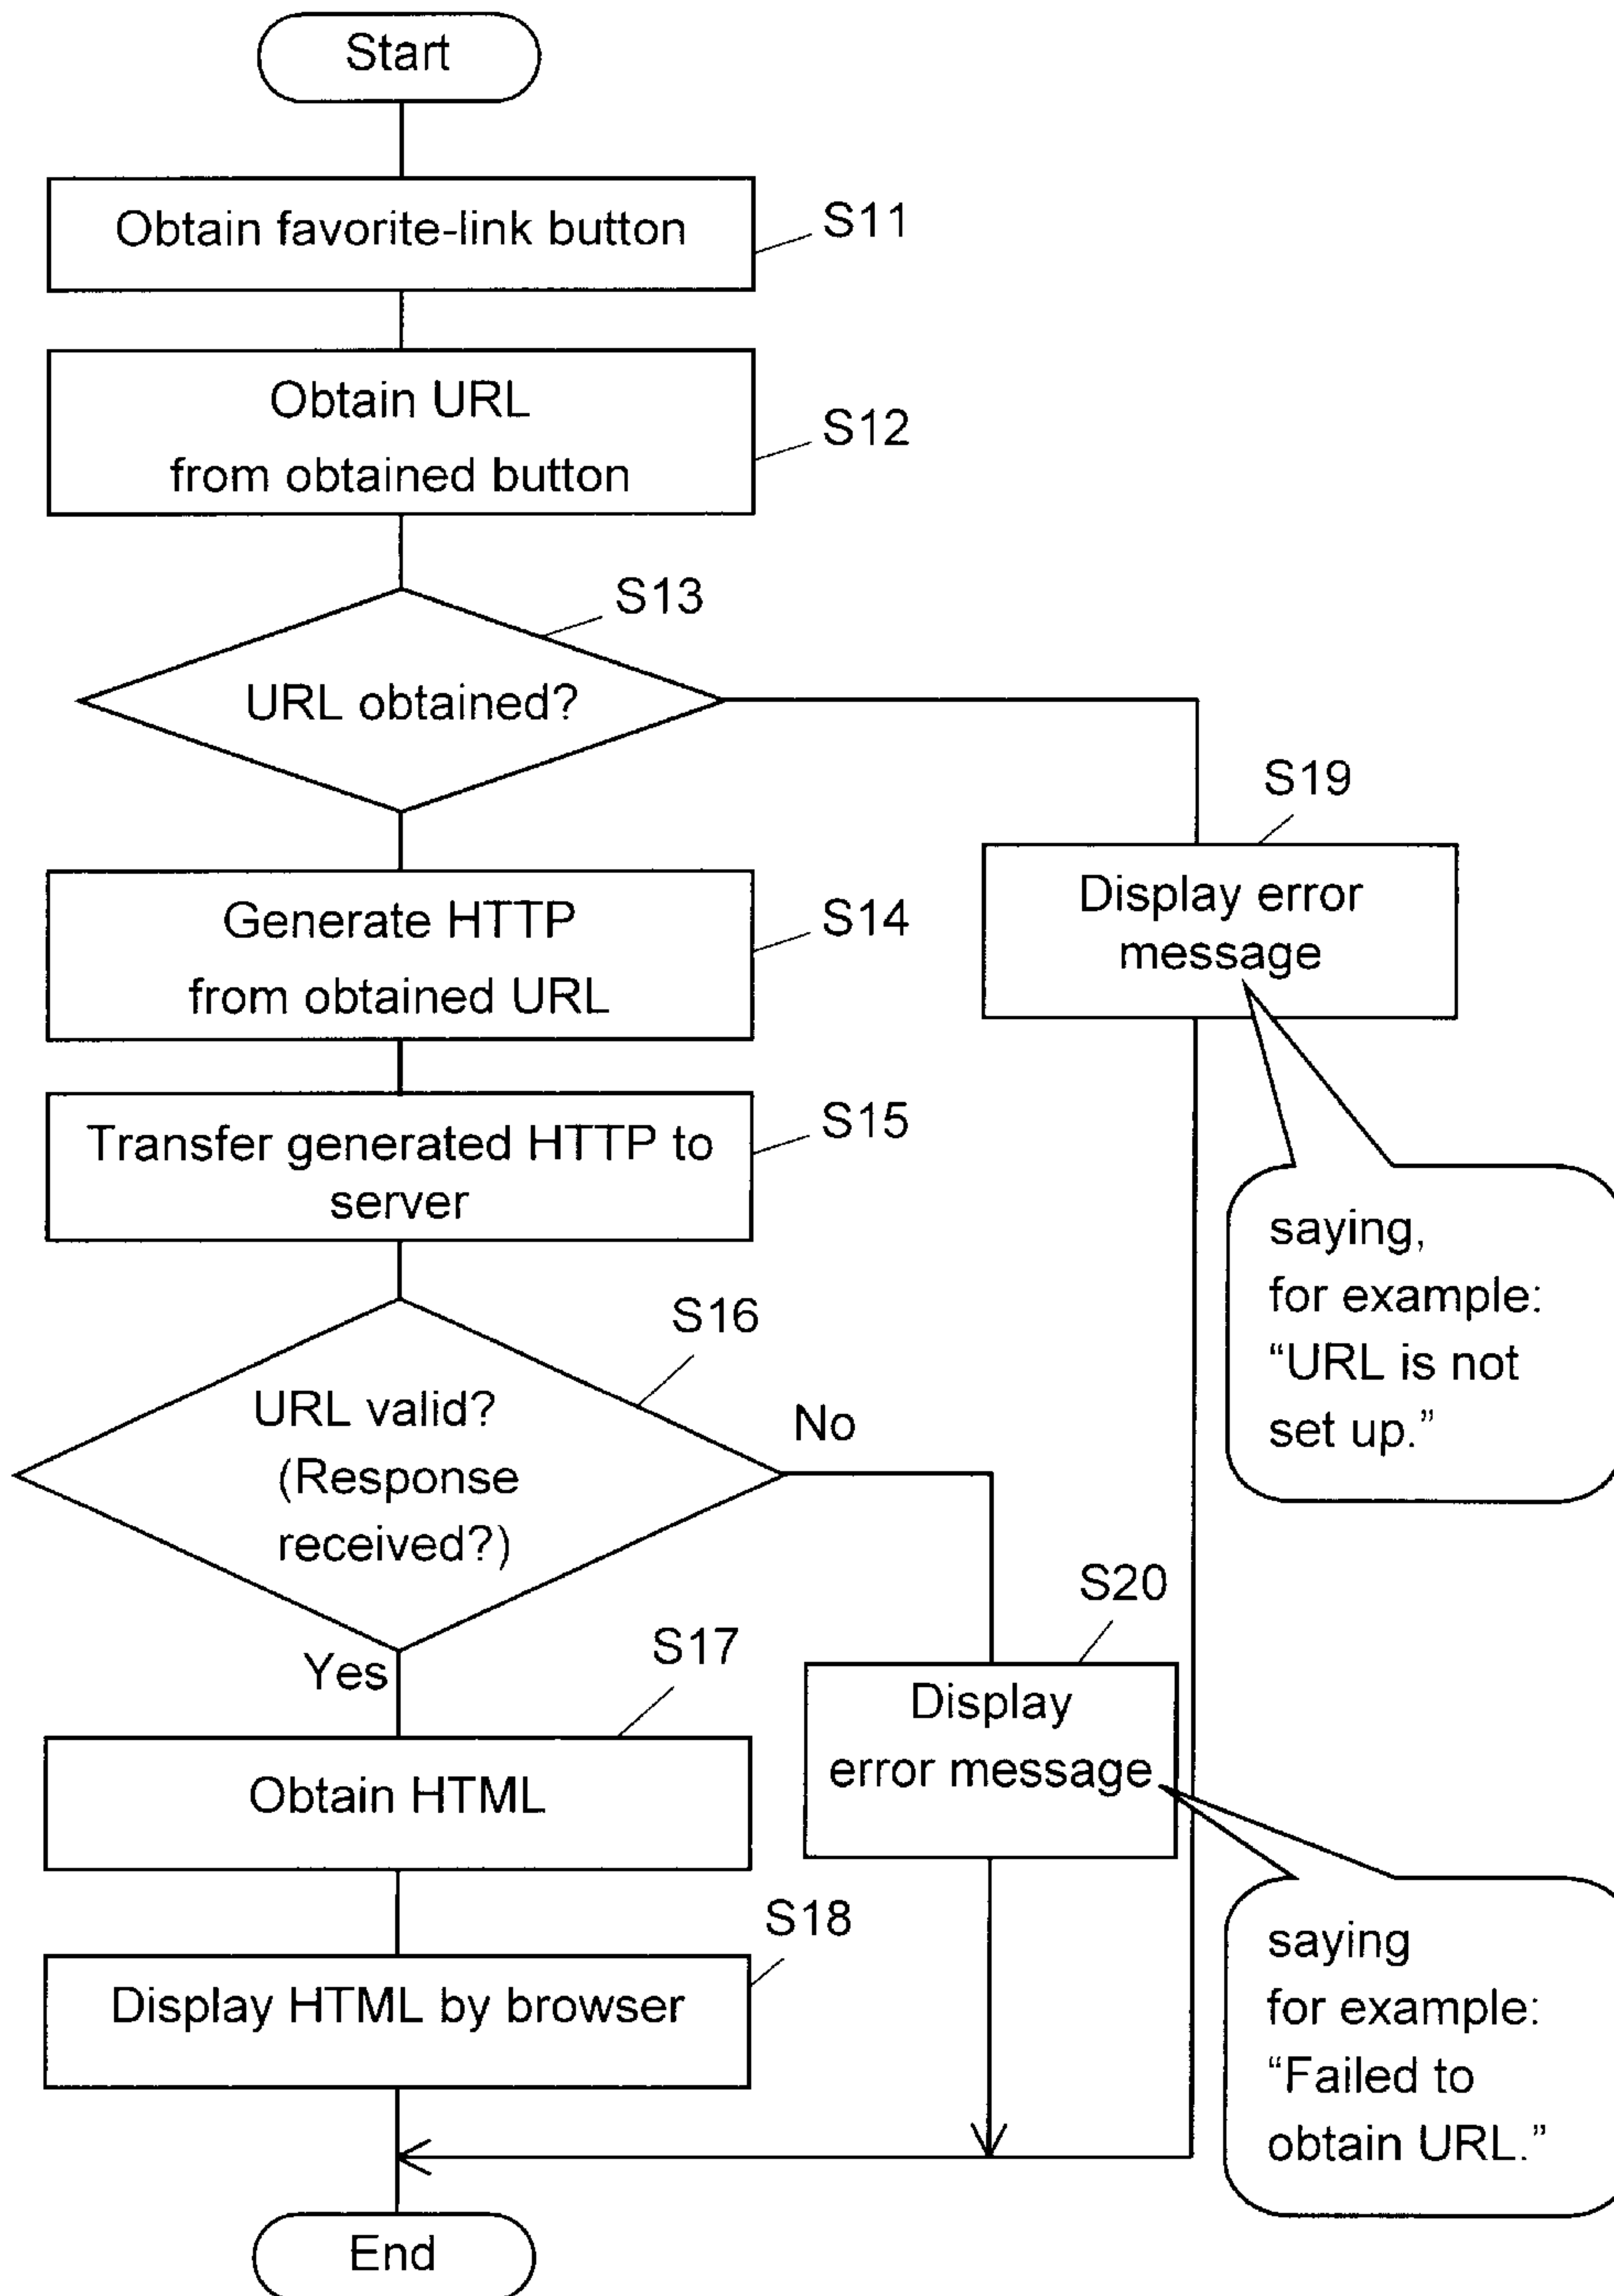 Start
Obtain favorite-link button
S11
Obtain URL
from obtained button
S12
S13
URL obtained?
S19
Display error
message
Generate HTTP
from obtained URL
S14
Transfer generated HTTP to
server
S15
saying,
for example:
“URL is not
set up.”
S16
URL valid?
(Response
received?)
No
Yes
S20
Display
error message
S17
Obtain HTML
S18
Display HTML by browser
saying
for example:
“Failed to
obtain URL.”
End